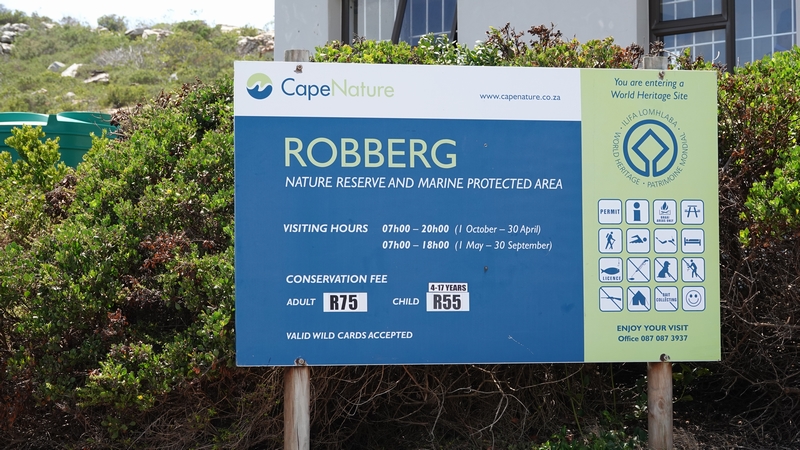 CapeNature
www.capenature.co.za
ROBBERG
NATURE RESERVE AND MARINE PROTECTED AREA
VISITING HOURS 07h00 – 20h00 (1 October – 30 April)
07h00 – 18h00 (1 May – 30 September)
CONSERVATION FEE
4-17 YEARS
ADULT R75 CHILD R55
VALID WILD CARDS ACCEPTED
You are entering a
World Heritage Site
ILIFA LOMHLABA · WORLD HERITAGE · PATRIMOINE MONDIAL ·
PERMIT
LICENCE
ENJOY YOUR VISIT
Office 087 087 3937